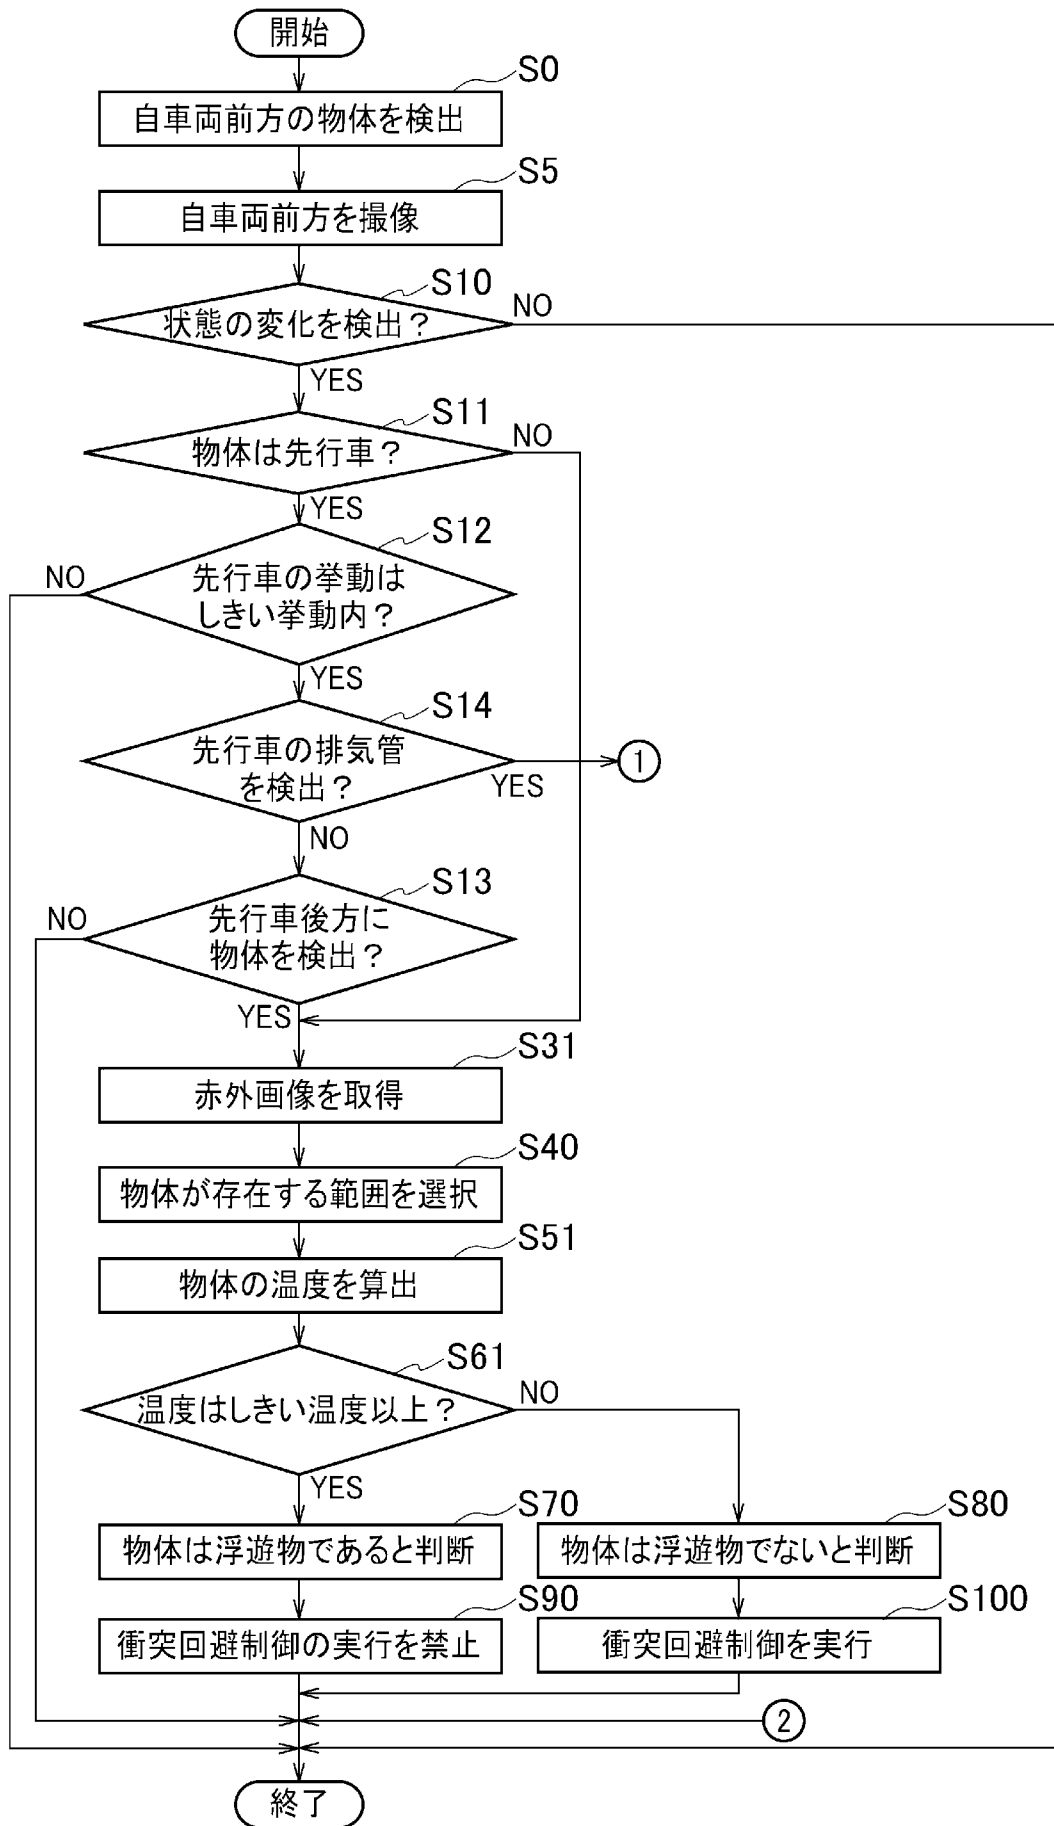 開始
S0
自車両前方の物体を検出
S5
自車両前方を撮像
S10
状態の変化を検出？
NO
YES
S11
物体は先行車？
NO
YES
S12
先行車の挙動は
しきい挙動内？
NO
YES
S14
先行車の排気管
を検出？
YES
①
NO
S13
先行車後方に
物体を検出？
NO
YES
S31
赤外画像を取得
S40
物体が存在する範囲を選択
S51
物体の温度を算出
S61
温度はしきい温度以上？
NO
YES
S70
物体は浮遊物であると判断
S80
物体は浮遊物でないと判断
S90
衝突回避制御の実行を禁止
S100
衝突回避制御を実行
②
終了